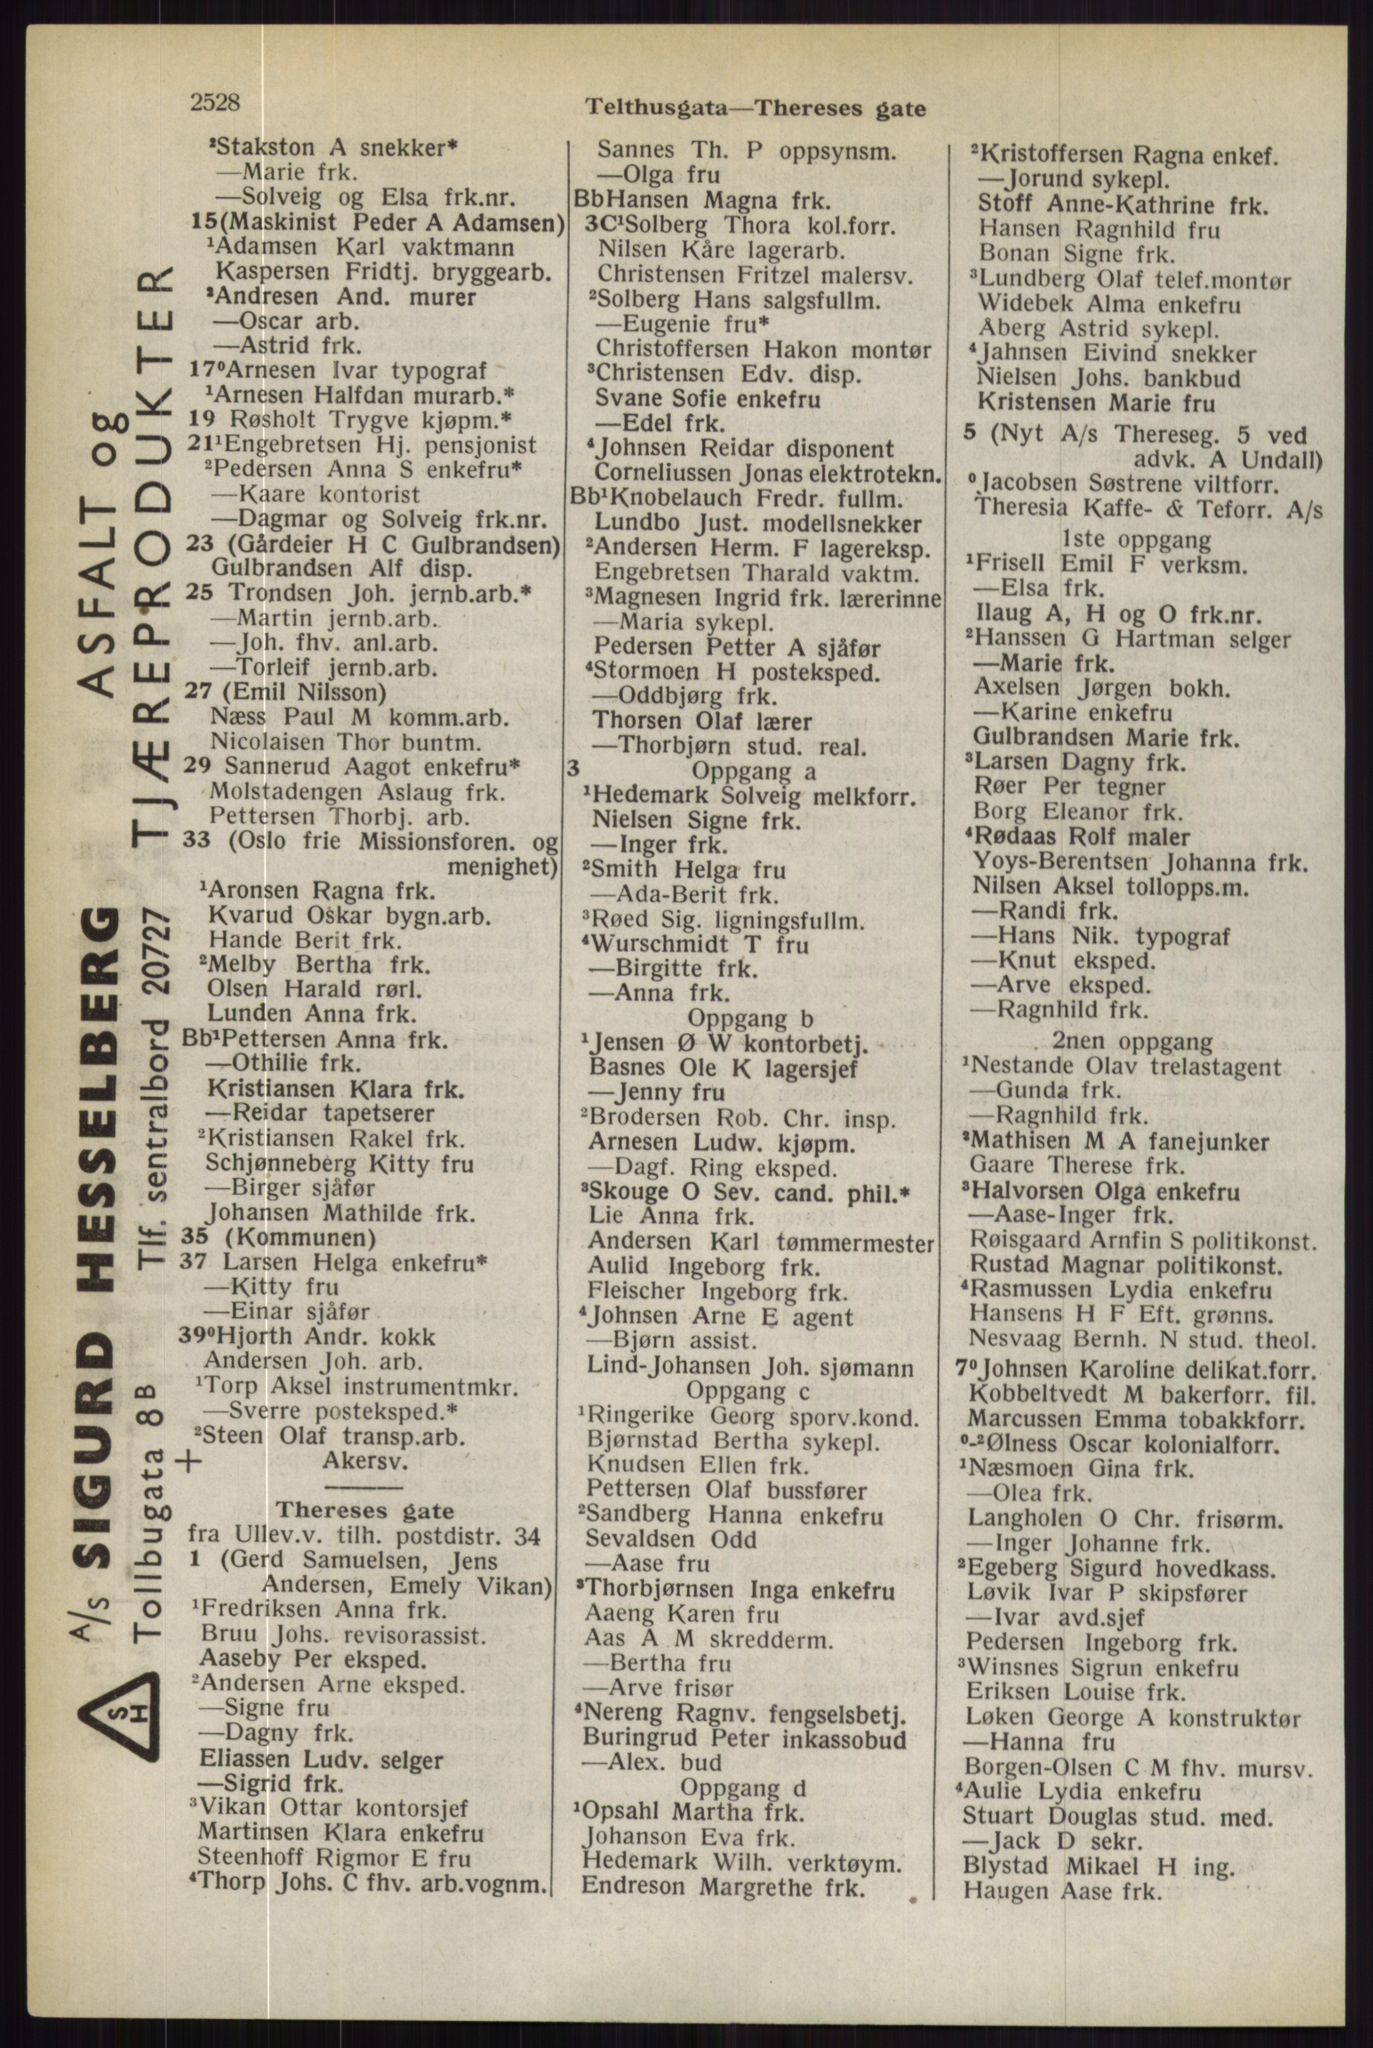 2528
Telthusgata—Thereses gate
²Stakston A snekker*
—Marie frk.
—Solveig og Elsa frk.nr.
15(Maskinist Peder A Adamsen)
¹Adamsen Karl vaktmann
Kaspersen Fridtj. bryggearb.
²Andresen And. murer
—Oscar arb.
—Astrid frk.
17⁰Arnesen Ivar typograf
¹Arnesen Halfdan murarb.*
19 Røsholt Trygve kjøpm.*
21¹Engebretsen Hj. pensjonist
²Pedersen Anna S enkefru*
—Kaare kontorist
—Dagmar og Solveig frk.nr.
23 (Gårdeier H C Gulbrandsen)
Gulbrandsen Alf disp.
25 Trondsen Joh. jernb.arb.*
—Martin jernb.arb.
—Joh. fhv. anl.arb.
—Torleif jernb.arb.
27 (Emil Nilsson)
Næss Paul M komm.arb.
Nicolaisen Thor buntm.
29 Sannerud Aagot enkefru*
Molstadengen Aslaug frk.
Pettersen Thorbj. arb.
33 (Oslo frie Missionsforen. og
menighet)
¹Aronsen Ragna frk.
Kvarud Oskar bygn.arb.
Hande Berit frk.
²Melby Bertha frk.
Olsen Harald rørl.
Lunden Anna frk.
Bb¹Pettersen Anna frk.
—Othilie frk.
Kristiansen Klara frk.
—Reidar tapetserer
²Kristiansen Rakel frk.
Schjønneberg Kitty fru
—Birger sjåfør
Johansen Mathilde frk.
35 (Kommunen)
37 Larsen Helga enkefru*
—Kitty fru
—Einar sjåfør
39⁰Hjorth Andr. kokk
Andersen Joh. arb.
¹Torp Aksel instrumentmkr.
—Sverre posteksped.*
²Steen Olaf transp.arb.
+ Akersv.
Thereses gate
fra Ullev.v. tilh. postdistr. 34
1 (Gerd Samuelsen, Jens
Andersen, Emely Vikan)
¹Fredriksen Anna frk.
Bruu Johs. revisorassist.
Aaseby Per eksped.
²Andersen Arne eksped.
—Signe fru
—Dagny frk.
Eliassen Ludv. selger
—Sigrid frk.
³Vikan Ottar kontorsjef
Martinsen Klara enkefru
Steenhoff Rigmor E fru
⁴Thorp Johs. C fhv. arb.vognm.
Sannes Th. P oppsynsm.
—Olga fru
BbHansen Magna frk.
3C¹Solberg Thora kol.forr.
Nilsen Kåre lagerarb.
Christensen Fritzel malersv.
²Solberg Hans salgsfullm.
—Eugenie fru*
Christoffersen Hakon montør
³Christensen Edv. disp.
Svane Sofie enkefru
—Edel frk.
⁴Johnsen Reidar disponent
Corneliussen Jonas elektrotekn.
Bb¹Knobelauch Fredr. fullm.
Lundbo Just. modellsnekker
²Andersen Herm. F lagereksp.
Engebretsen Tharald vaktm.
³Magnesen Ingrid frk. lærerinne
—Maria sykepl.
Pedersen Petter A sjåfør
⁴Stormoen H posteksped.
—Oddbjørg frk.
Thorsen Olaf lærer
—Thorbjørn stud. real.
3 Oppgang a
¹Hedemark Solveig melkforr.
Nielsen Signe frk.
—Inger frk.
²Smith Helga fru
—Ada-Berit frk.
³Røed Sig. ligningsfullm.
⁴Wurschmidt T fru
—Birgitte frk.
—Anna frk.
Oppgang b
¹Jensen Ø W kontorbetj.
Basnes Ole K lagersjef
—Jenny fru
²Brodersen Rob. Chr. insp.
Arnesen Ludw. kjøpm.
—Dagf. Ring eksped.
³Skouge O Sev. cand. phil.*
Lie Anna frk.
Andersen Karl tømmermester
Aulid Ingeborg frk.
Fleischer Ingeborg frk.
⁴Johnsen Arne E agent
—Bjørn assist.
Lind-Johansen Joh. sjømann
Oppgang c
¹Ringerike Georg sporv.kond.
Bjørnstad Bertha sykepl.
Knudsen Ellen frk.
Pettersen Olaf bussfører
²Sandberg Hanna enkefru
Sevaldsen Odd
—Aase fru
³Thorbjørnsen Inga enkefru
Aaeng Karen fru
Aas A M skredderm.
—Bertha fru
—Arve frisør
⁴Nereng Ragnv. fengselsbetj.
Buringrud Peter inkassobud
—Alex. bud
Oppgang d
¹Opsahl Martha frk.
Johanson Eva frk.
Hedemark Wilh. verktøym.
Endreson Margrethe frk.
²Kristoffersen Ragna enkef.
—Jorund sykepl.
Stoff Anne-Kathrine frk.
Hansen Ragnhild fru
Bonan Signe frk.
³Lundberg Olaf telef.montør
Widebek Alma enkefru
Åberg Astrid sykepl.
⁴Jahnsen Eivind snekker
Nielsen Johs. bankbud
Kristensen Marie fru
5 (Nyt A/s Thereseg. 5 ved
advk. A Undall)
⁰Jacobsen Søstrene viltforr.
Theresia Kaffe- & Teforr. A/s
1ste oppgang
¹Frisell Emil F verksm.
—Elsa frk.
Ilaug A, H og O frk.nr.
²Hanssen G Hartman selger
—Marie frk.
Axelsen Jørgen bokh.
—Karine enkefru
Gulbrandsen Marie frk.
³Larsen Dagny frk.
Røer Per tegner
Borg Eleanor frk.
⁴Rødaas Rolf maler
Yoys-Berentsen Johanna frk.
Nilsen Aksel tollopps.m.
—Randi frk.
—Hans Nik. typograf
—Knut eksped.
—Arve eksped.
—Ragnhild frk.
2nen oppgang
¹Nestande Olav trelastagent
—Gunda frk.
—Ragnhild frk.
²Mathisen M A fanejunker
Gaare Therese frk.
³Halvorsen Olga enkefru
—Aase-Inger frk.
Røisgaard Arnfin S politikonst.
Rustad Magnar politikonst.
⁴Rasmussen Lydia enkefru
Hansens H F Eft. grønns.
Nesvaag Bernh. N stud. theol.
7⁰Johnsen Karoline delikat.forr.
Kobbeltvedt M bakerforr. fil.
Marcussen Emma tobakkforr.
⁰-²Ølness Oscar kolonialforr.
¹Næsmoen Gina frk.
—Olea frk.
Langholen O Chr. frisørm.
—Inger Johanne frk.
²Egeberg Sigurd hovedkass.
Løvik Ivar P skipsfører
—Ivar avd.sjef
Pedersen Ingeborg frk.
³Winsnes Sigrun enkefru
Eriksen Louise frk.
Løken George A konstruktør
—Hanna fru
Borgen-Olsen C M fhv. mursv.
⁴Aulie Lydia enkefru
Stuart Douglas stud. med.
—Jack D sekr.
Blystad Mikael H ing.
Haugen Aase frk.
SH
A/s SIGURD HESSELBERG
Tollbugata 8B Tlf. sentralbord 20727
ASFALT og
TJÆREPRODUKTER